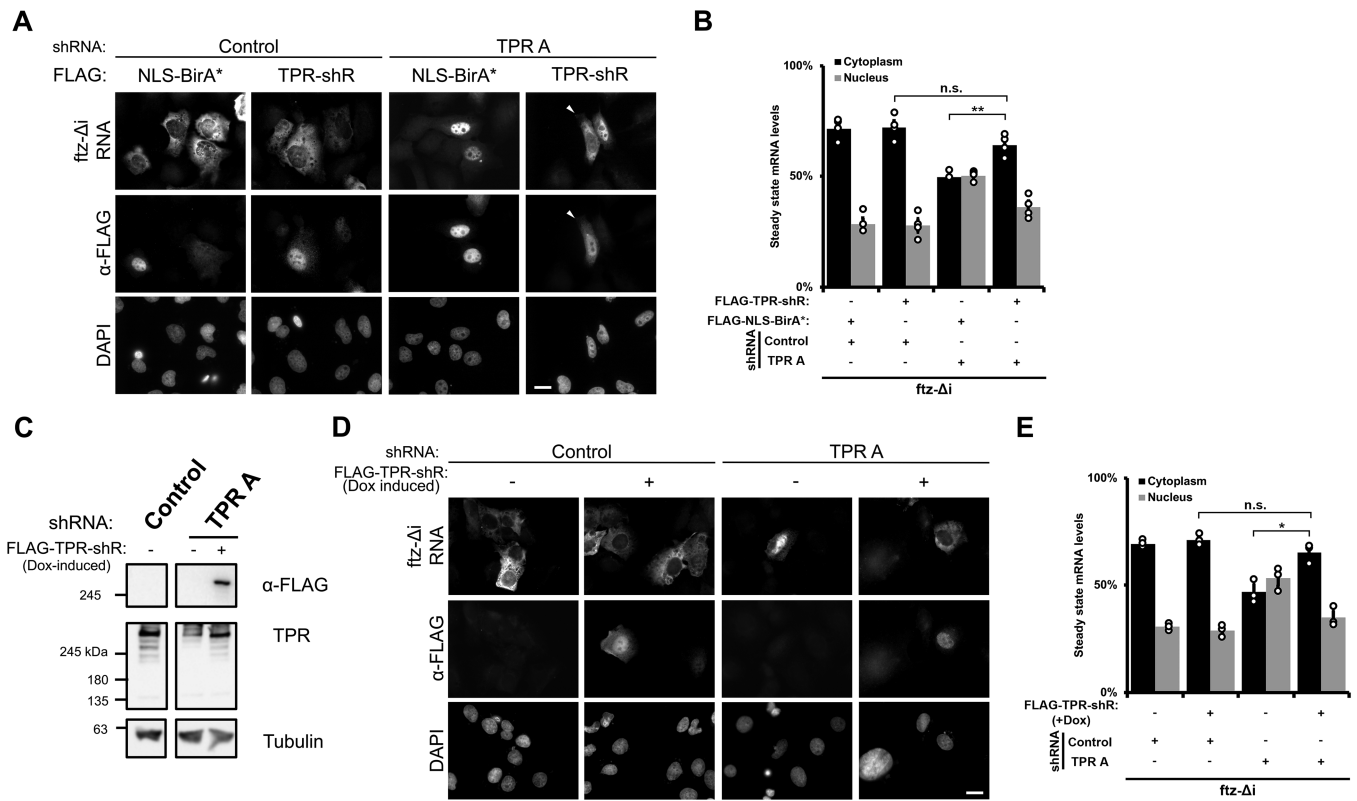 A
shRNA: Control TPR A
FLAG: NLS-BirA* TPR-shR NLS-BirA* TPR-shR
ftz-Δi
RNA
α-FLAG
DAPI
B
Cytoplasm
Nucleus
100%
50%
0%
Steady state mRNA levels
n.s.
**
FLAG-TPR-shR: - + - +
FLAG-NLS-BirA*: + - + -
shRNA
Control + + - -
TPR A - - + +
ftz-Δi
C
shRNA: Control TPR A
FLAG-TPR-shR: - - +
(Dox-induced)
245
α-FLAG
TPR
245 kDa
180
135
63
Tubulin
D
shRNA: Control TPR A
FLAG-TPR-shR: - + - +
(Dox induced)
ftz-Δi
RNA
α-FLAG
DAPI
E
Cytoplasm
Nucleus
100%
50%
0%
Steady state mRNA levels
n.s.
*
FLAG-TPR-shR: - + - +
(+Dox)
shRNA
Control + + - -
TPR A - - + +
ftz-Δi